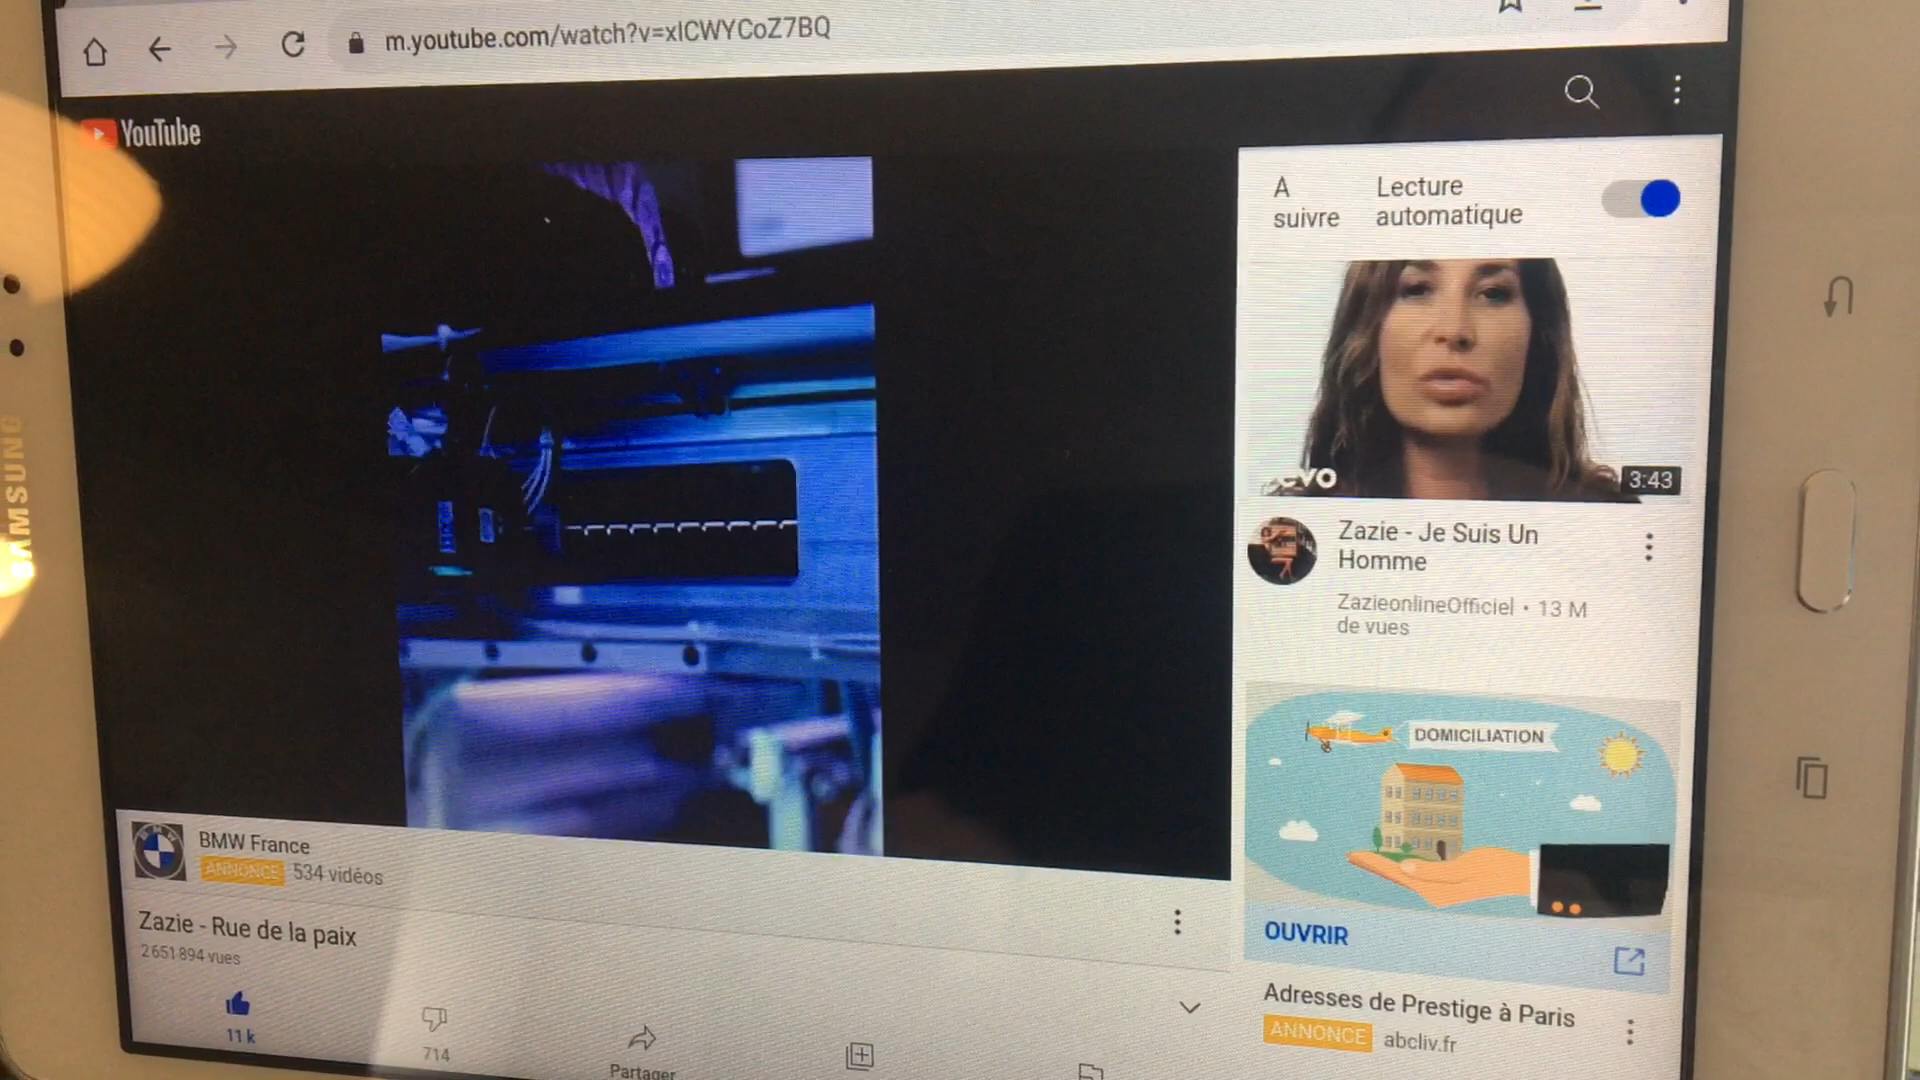 m.youtube.com/watch?v=xICWYCoZ7BQ
YouTube
A suivre
Lecture automatique
3:43
Zazie - Je Suis Un
Homme
ZazieonlineOfficiel • 13 M
de vues
DOMICILIATION
OUVRIR
Adresses de Prestige à Paris
ANNONCE abcliv.fr
BMW France
ANNONCE 534 vidéos
Zazie - Rue de la paix
2 651 894 vues
11 k
714
Partager
SAMSUNG